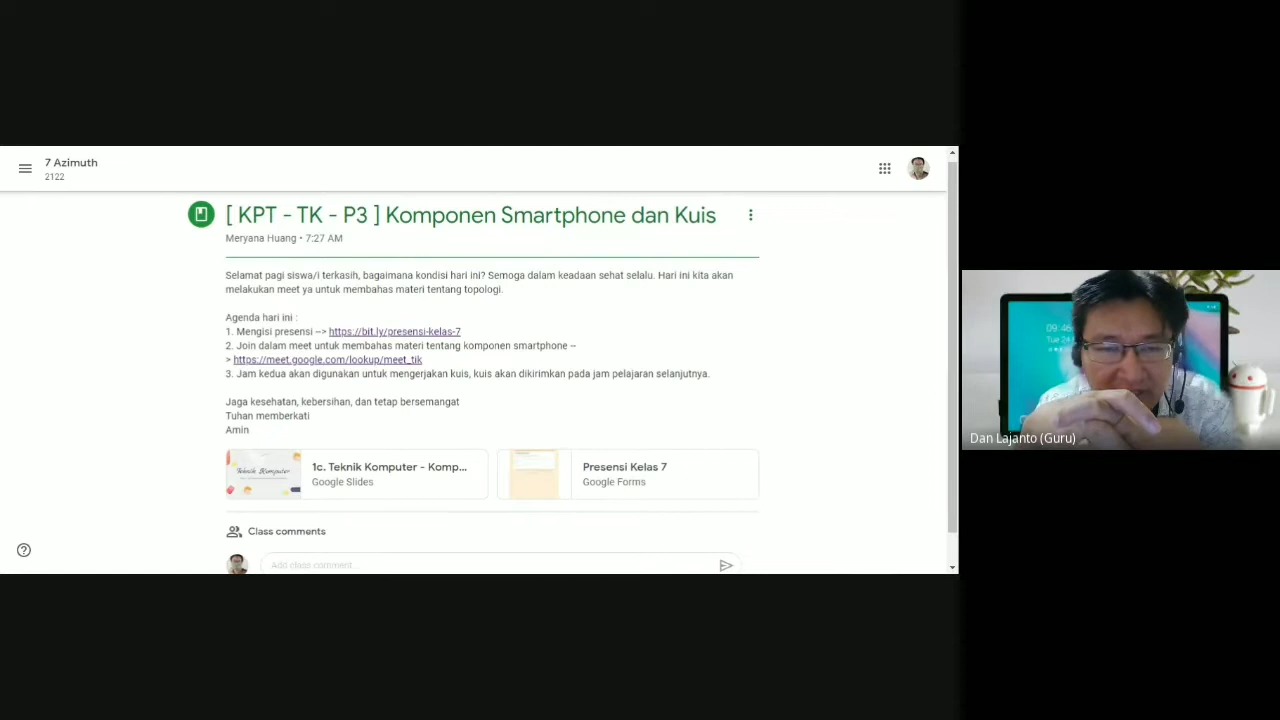 7 Azimuth
2122
[ KPT - TK - P3 ] Komponen Smartphone dan Kuis
Meryana Huang • 7:27 AM
Selamat pagi siswa/i terkasih, bagaimana kondisi hari ini? Semoga dalam keadaan sehat selalu. Hari ini kita akan
melakukan meet ya untuk membahas materi tentang topologi.
Agenda hari ini :
1. Mengisi presensi --> https://bit.ly/presensi-kelas-7
2. Join dalam meet untuk membahas materi tentang komponen smartphone --
> https://meet.google.com/lookup/meet_tik
3. Jam kedua akan digunakan untuk mengerjakan kuis, kuis akan dikirimkan pada jam pelajaran selanjutnya.
Jaga kesehatan, kebersihan, dan tetap bersemangat
Tuhan memberkati
Amin
Teknik Komputer
1c. Teknik Komputer - Komp...
Google Slides
Presensi Kelas 7
Google Forms
Class comments
Add class comment...
09:46
Tue 24
Dan Lajanto (Guru)